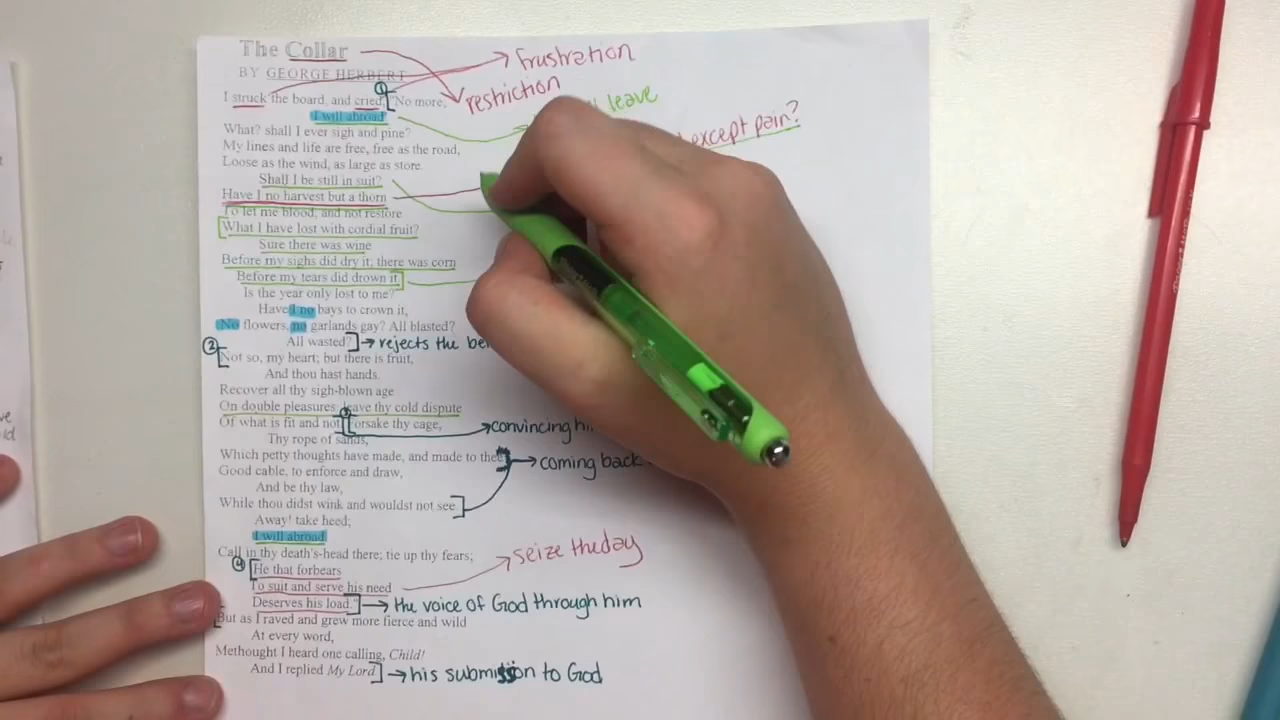 The Collar
frustration
BY GEORGE HERBERT
restriction
①
I struck the board, and cried, "No more;
leave
I will abroad!
except pain?
What? shall I ever sigh and pine?
My lines and life are free, free as the road,
Loose as the wind, as large as store.
Shall I be still in suit?
Have I no harvest but a thorn
To let me blood, and not restore
What I have lost with cordial fruit?
Sure there was wine
Before my sighs did dry it; there was corn
Before my tears did drown it.
Is the year only lost to me?
Have I no bays to crown it,
No flowers, no garlands gay? All blasted?
All wasted? → rejects the
②
Not so, my heart; but there is fruit,
And thou hast hands.
Recover all thy sigh-blown age
On double pleasures: leave thy cold dispute
③
Of what is fit and not. Forsake thy cage, convincing
Thy rope of sands,
Which petty thoughts have made, and made to thee → coming back
Good cable, to enforce and draw,
And be thy law,
While thou didst wink and wouldst not see.
Away! take heed;
I will abroad
Call in thy death's-head there; tie up thy fears;
seize the day
④
He that forbears
To suit and serve his need
Deserves his load." → the voice of God through him
But as I raved and grew more fierce and wild
At every word,
Methought I heard one calling, Child!
And I replied My Lord → his submission to God